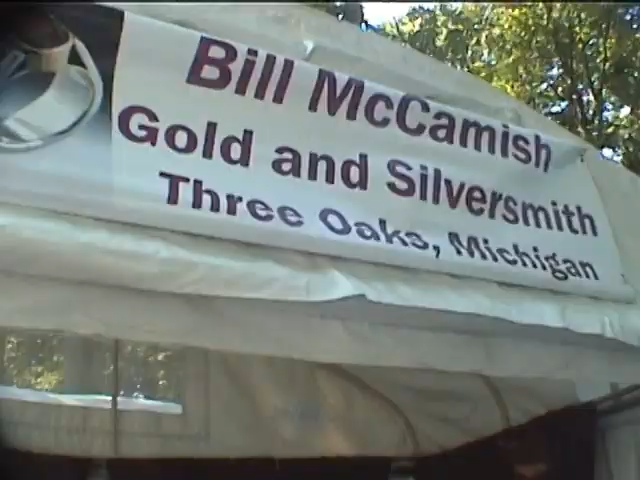 Bill McCamish
Gold and Silversmith
Three Oaks, Michigan